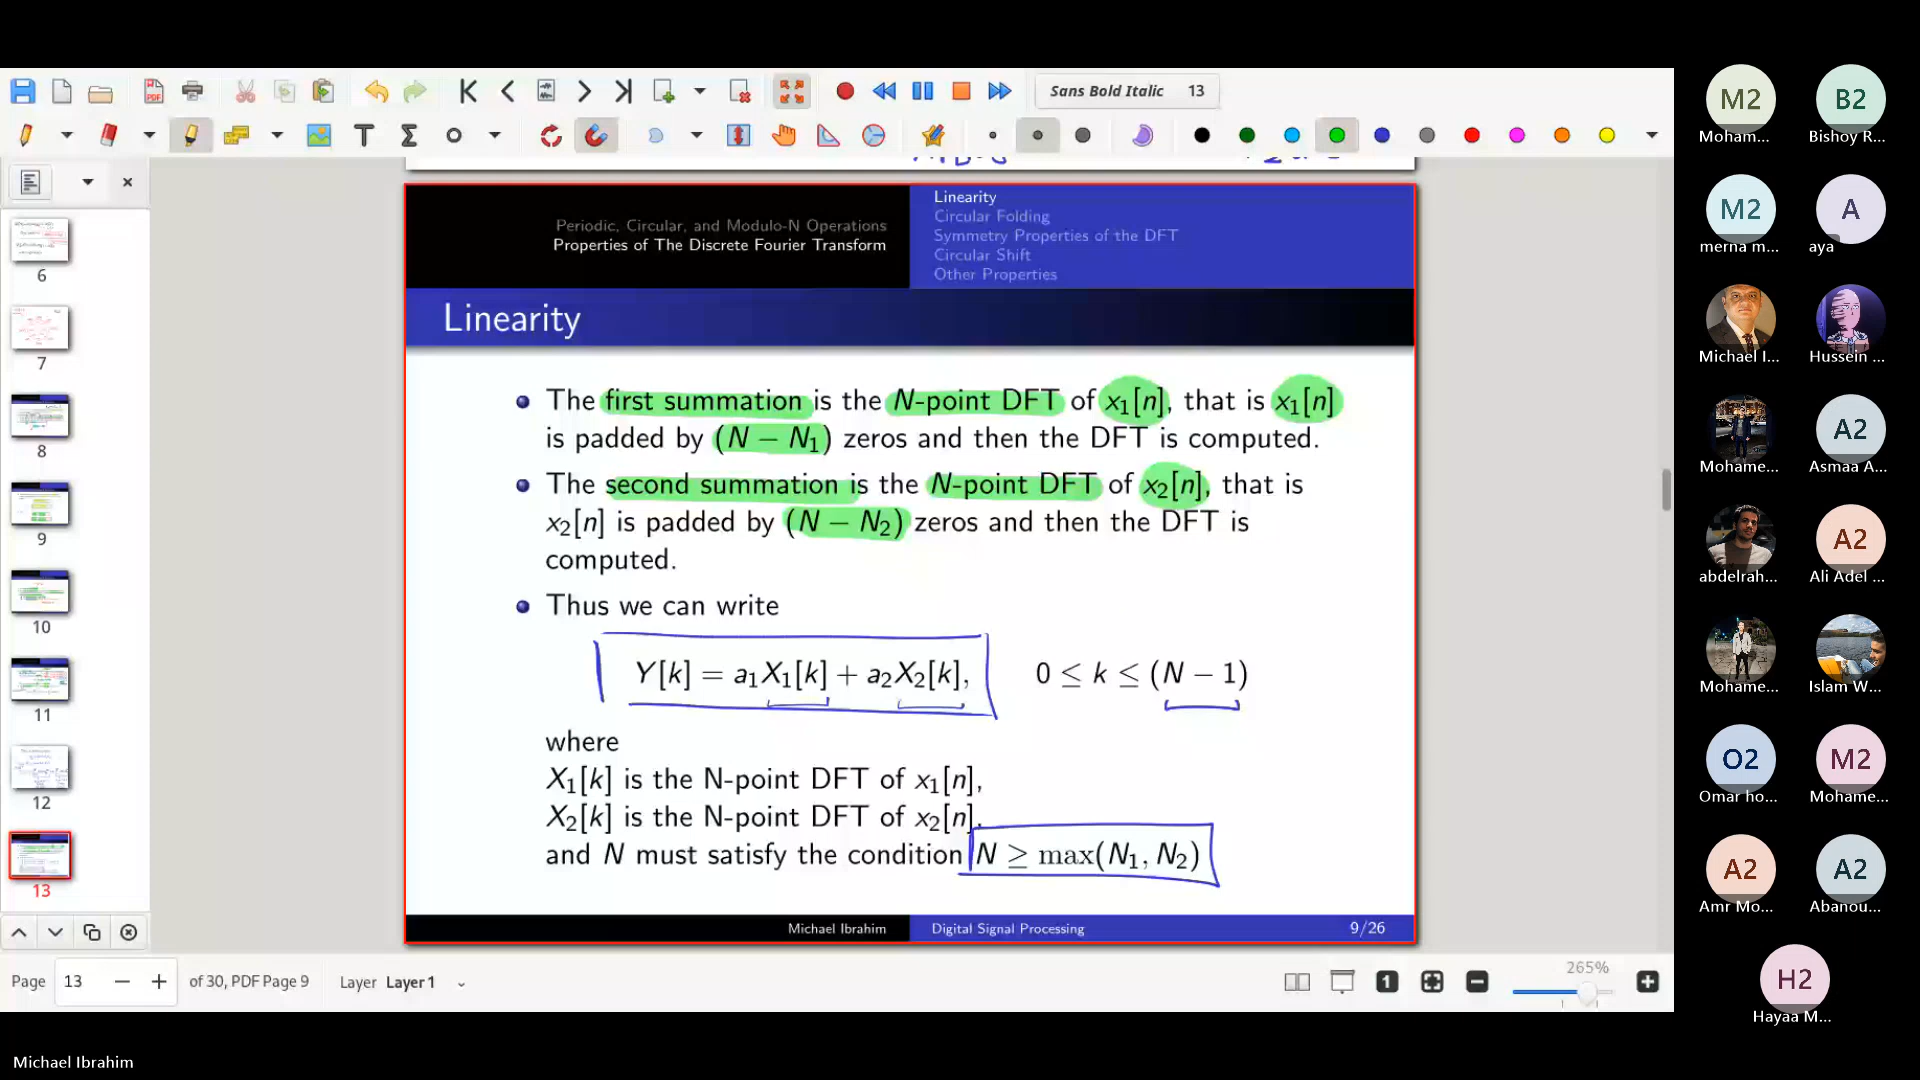 Sans Bold Italic 13
Periodic, Circular, and Modulo-N Operations
Properties of The Discrete Fourier Transform
Linearity
Circular Folding
Symmetry Properties of the DFT
Circular Shift
Other Properties
Linearity
The first summation is the N-point DFT of x₁[n], that is x₁[n]
is padded by (N − N₁) zeros and then the DFT is computed.
The second summation is the N-point DFT of x₂[n], that is
x₂[n] is padded by (N − N₂) zeros and then the DFT is
computed.
Thus we can write
Y[k] = a₁X₁[k] + a₂X₂[k], 0 ≤ k ≤ (N − 1)
where
X₁[k] is the N-point DFT of x₁[n],
X₂[k] is the N-point DFT of x₂[n],
and N must satisfy the condition N ≥ max(N₁, N₂)
Michael Ibrahim Digital Signal Processing 9/26
6
7
8
9
10
11
12
13
Page 13 of 30, PDF Page 9 Layer Layer 1
265%
M2 B2
Moham... Bishoy R...
M2 A
merna m... aya
Michael I... Hussein ...
A2
Mohame... Asmaa A...
A2
abdelrah... Ali Adel ...
Mohame... Islam W...
O2 M2
Omar ho... Mohame...
A2 A2
Amr Mo... Abanou...
H2
Hayaa M...
Michael Ibrahim